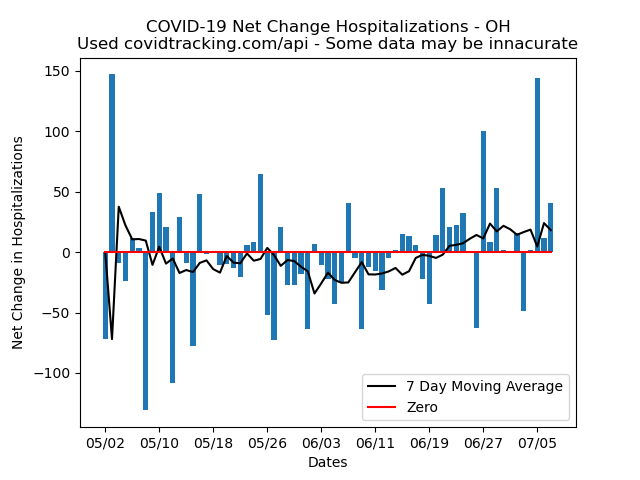 COVID-19 Net Change Hospitalizations - OH
Used covidtracking.com/api - Some data may be innacurate
Net Change in Hospitalizations
150
100
50
0
−50
−100
7 Day Moving Average
Zero
05/02 05/10 05/18 05/26 06/03 06/11 06/19 06/27 07/05
Dates